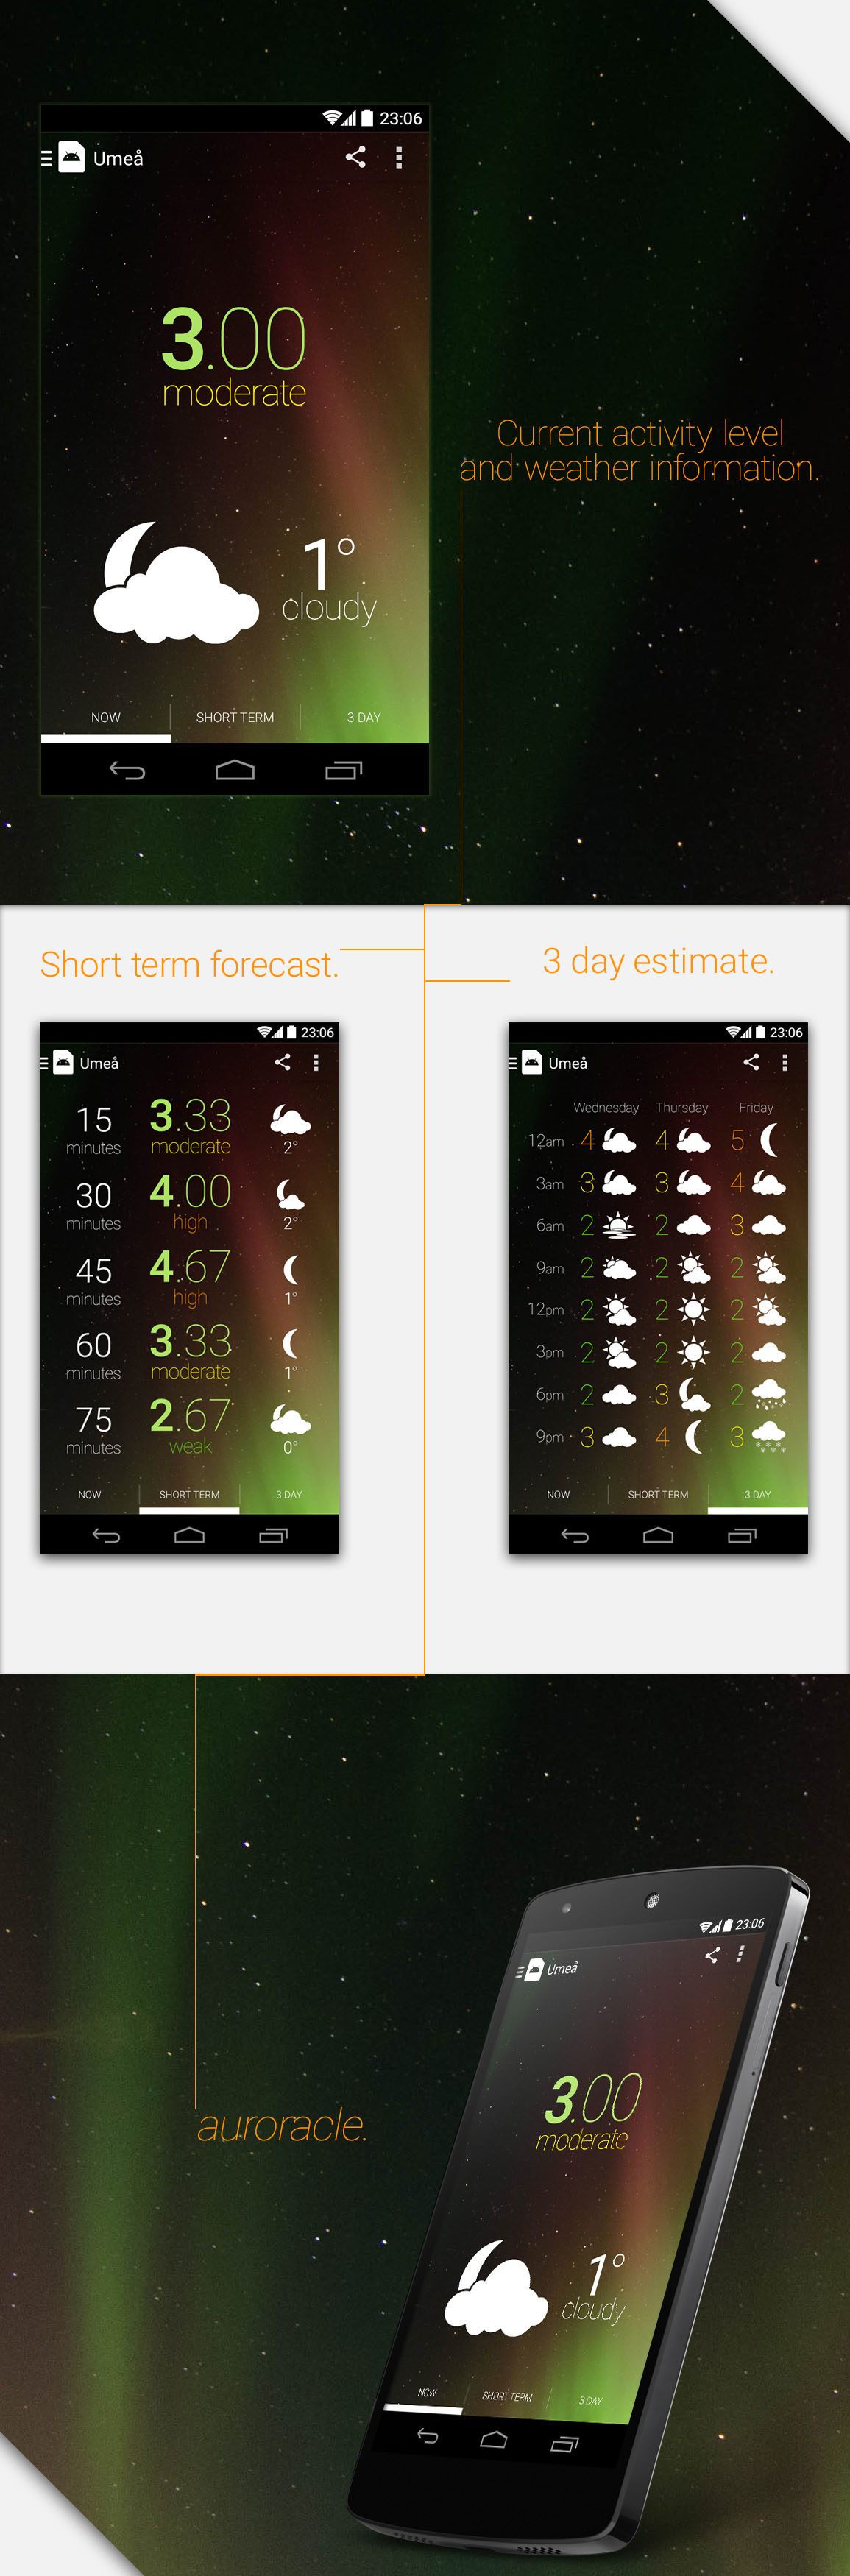 23:06
Umeå
3.00
moderate
Current activity level
and weather information.
1°
cloudy
NOW SHORT TERM 3 DAY
Short term forecast.
3 day estimate.
23:06
Umeå
15 minutes 3.33 moderate 2°
30 minutes 4.00 high 2°
45 minutes 4.67 high 1°
60 minutes 3.33 moderate 1°
75 minutes 2.67 weak 0°
NOW SHORT TERM 3 DAY
23:06
Umeå
Wednesday Thursday Friday
12am 4 4 5
3am 3 3 4
6am 2 2 3
9am 2 2 2
12pm 2 2 2
3pm 2 2 2
6pm 2 3 2
9pm 3 4 3
NOW SHORT TERM 3 DAY
auroracle.
23:06
Umeå
3.00
moderate
1°
cloudy
NOW SHORT TERM 3 DAY